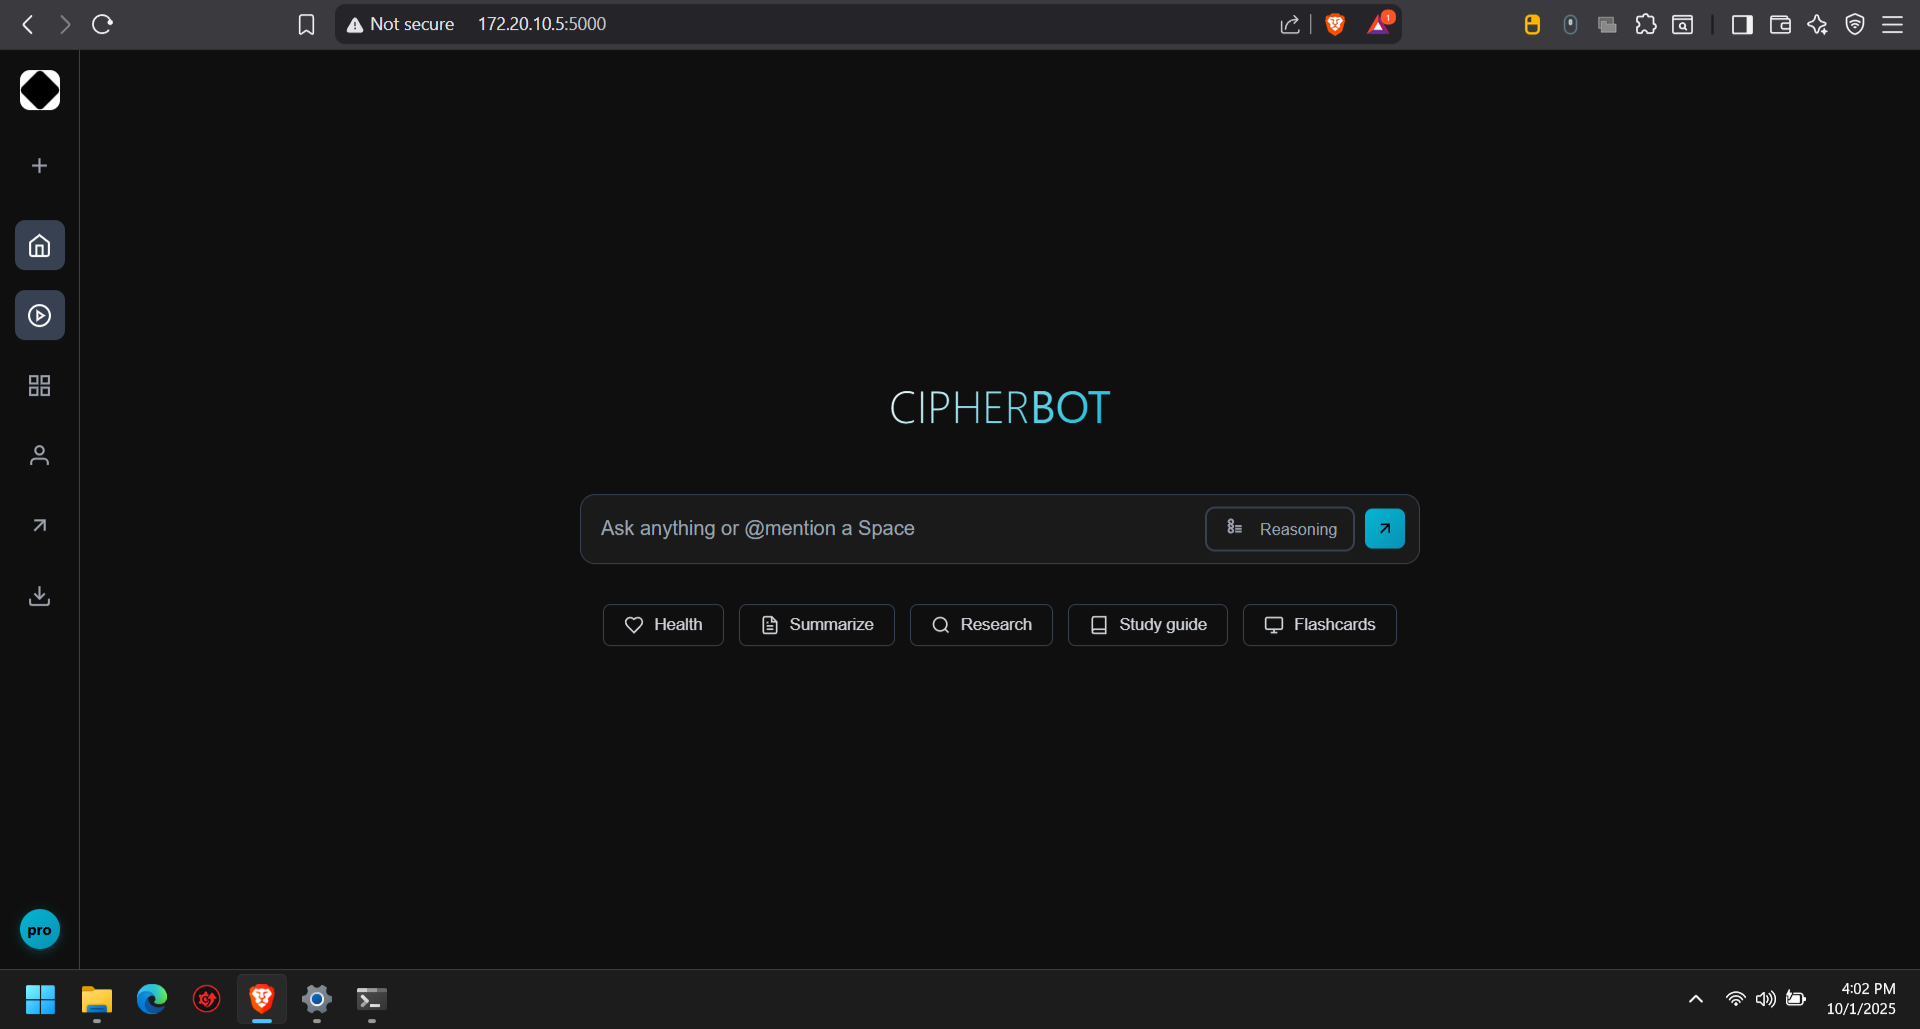 Not secure 172.20.10.5:5000
1
CIPHERBOT
Ask anything or @mention a Space
Reasoning
Health
Summarize
Research
Study guide
Flashcards
pro
4:02 PM
10/1/2025